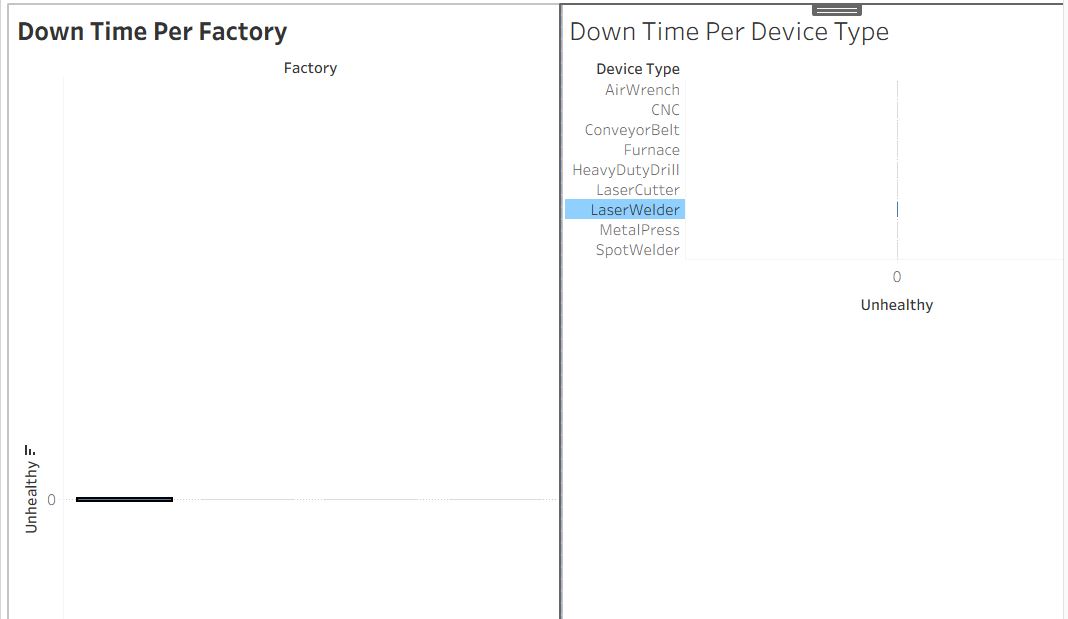 Down Time Per Factory
Factory
Unhealthy
0
Down Time Per Device Type
Device Type
AirWrench
CNC
ConveyorBelt
Furnace
HeavyDutyDrill
LaserCutter
LaserWelder
MetalPress
SpotWelder
0
Unhealthy